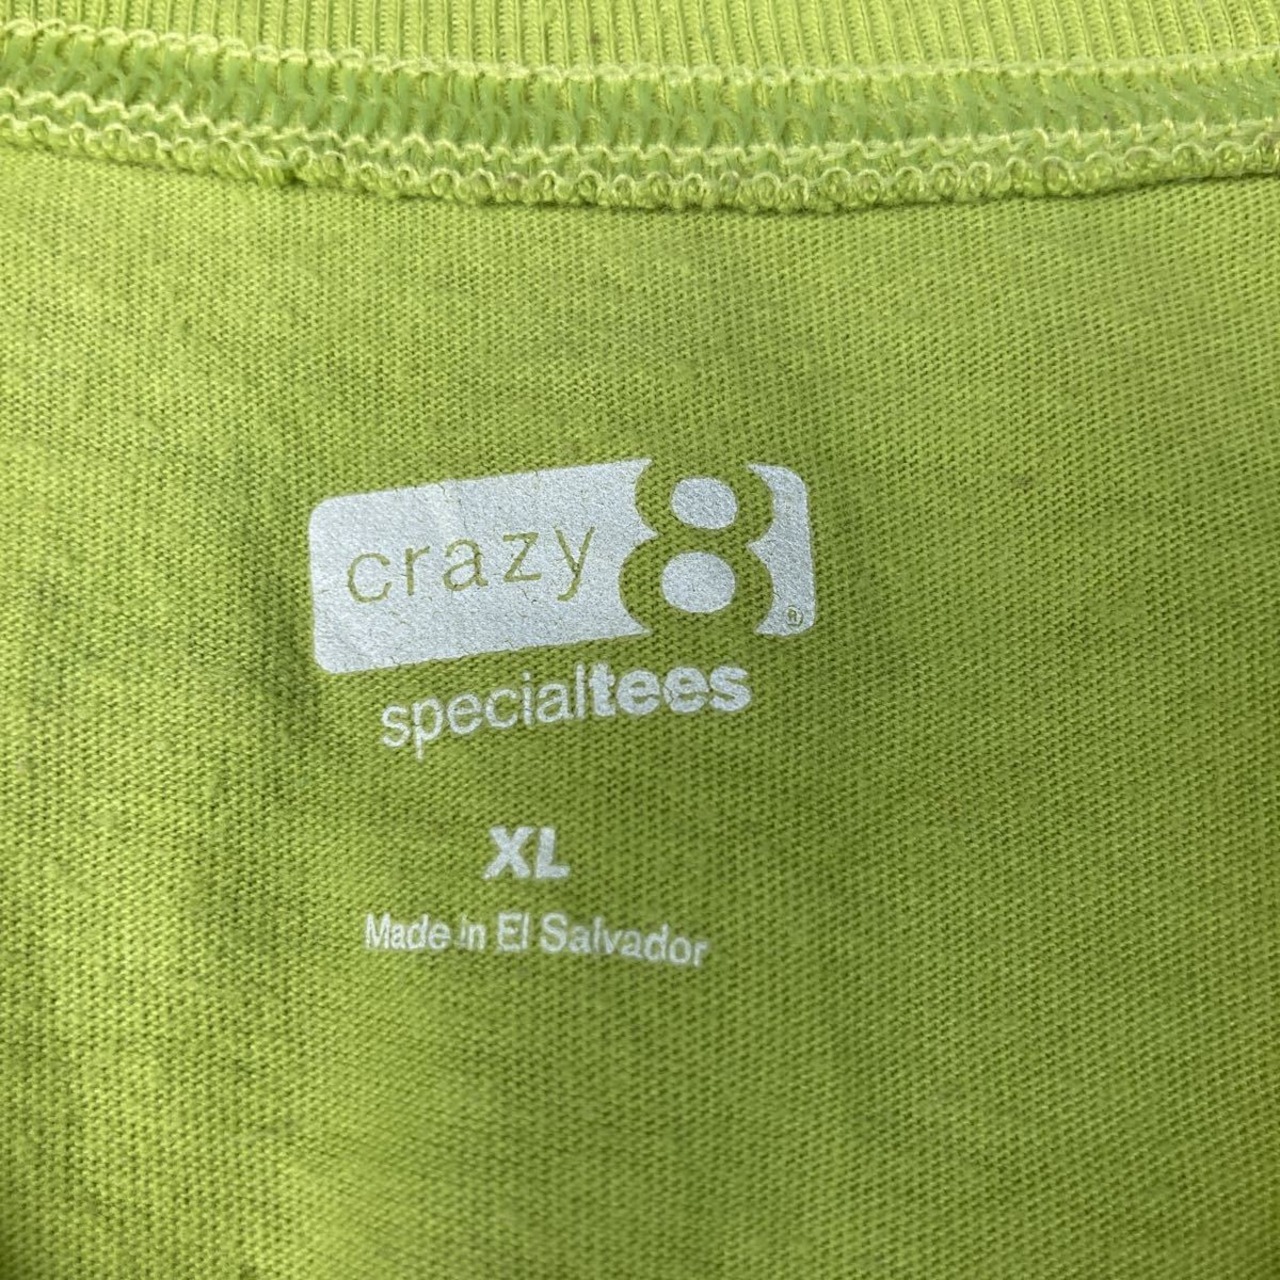 crazy 8®
specialtees
XL
Made in El Salvador